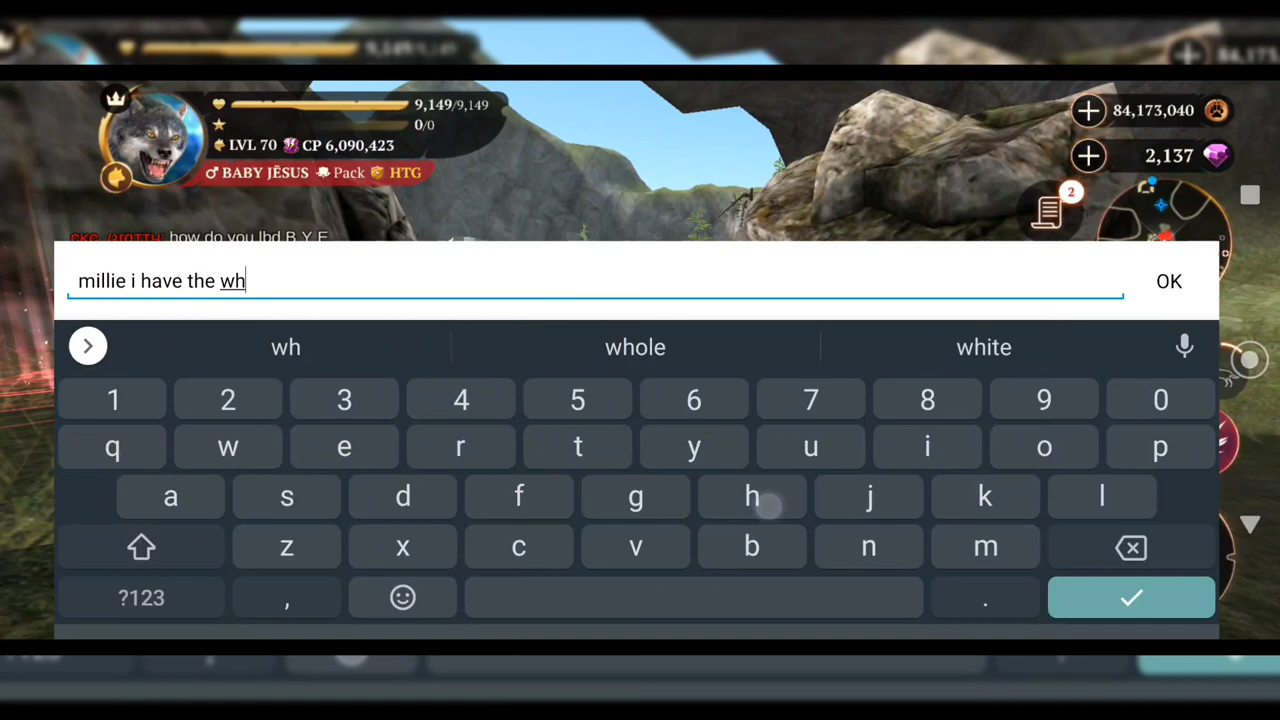 9,149/9,149
0/0
LVL 70 CP 6,090,423
♂ BABY JĒSUS Pack HTG
84,173,040
2,137
2
how do you lhd B Y E
millie i have the wh
OK
wh whole white
1 2 3 4 5 6 7 8 9 0
q w e r t y u i o p
a s d f g h j k l
z x c v b n m
?123 , .